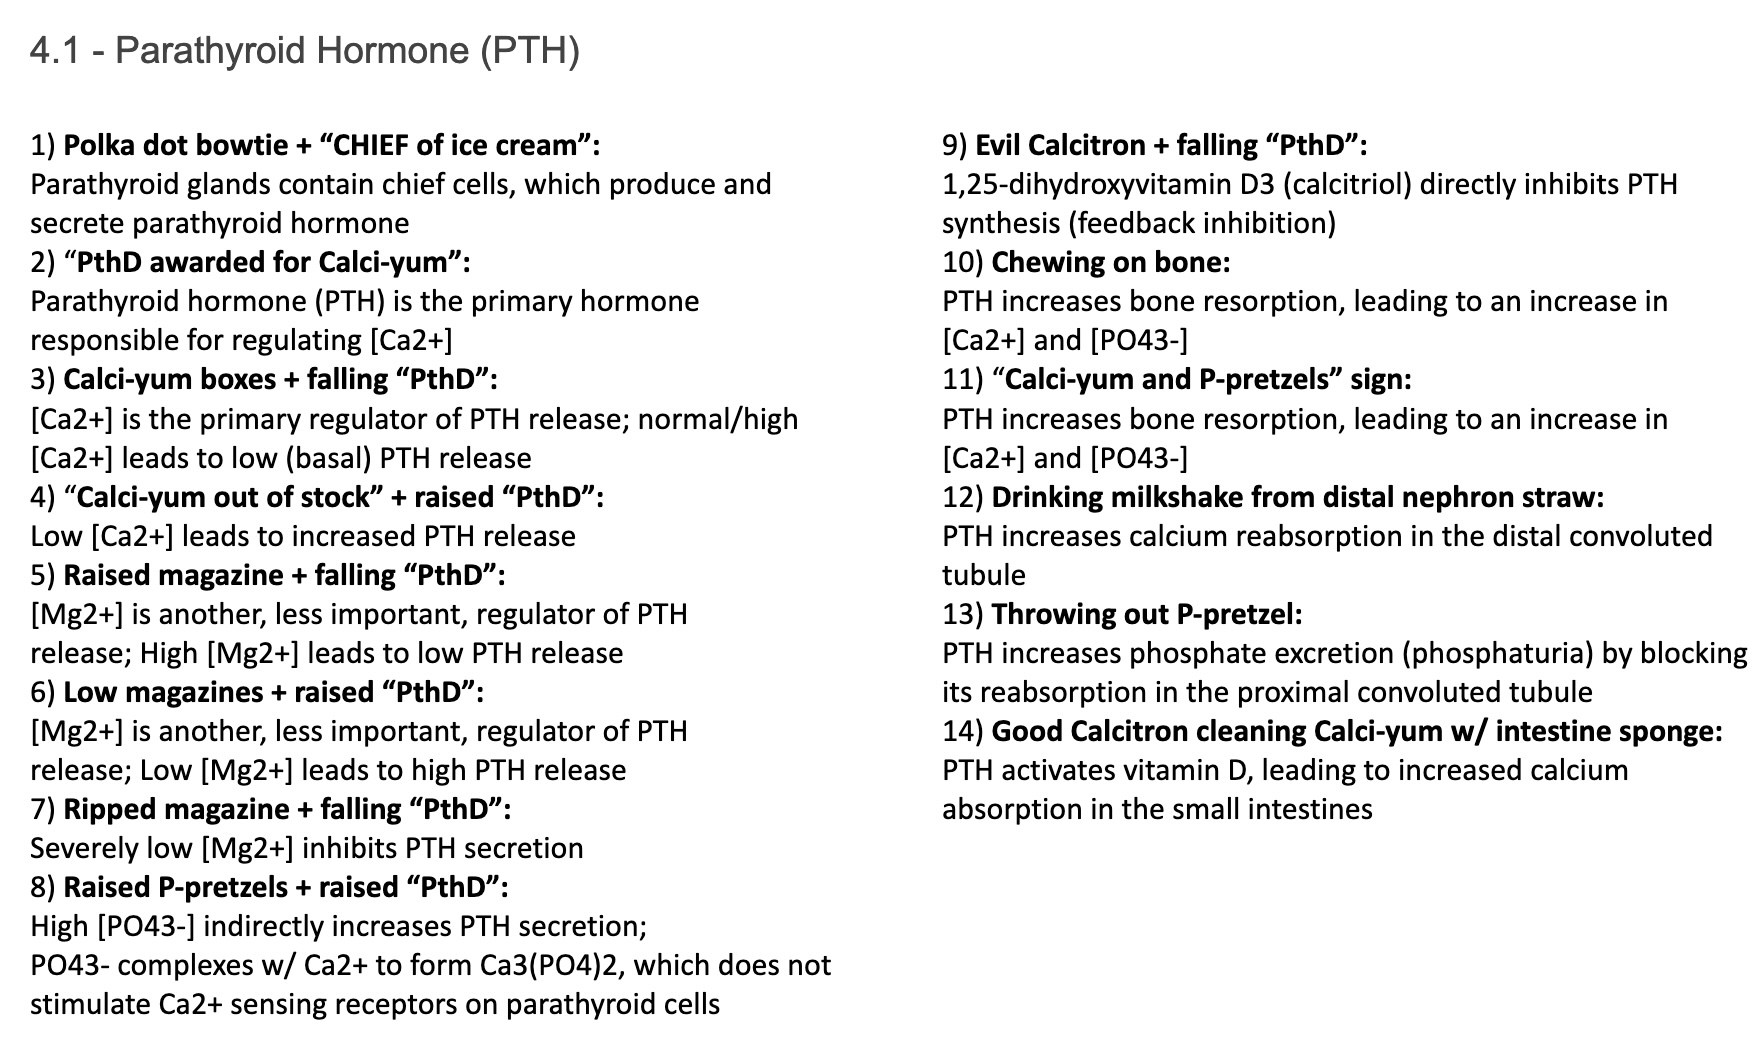 4.1 - Parathyroid Hormone (PTH)
1) Polka dot bowtie + “CHIEF of ice cream”:
Parathyroid glands contain chief cells, which produce and
secrete parathyroid hormone
2) “PthD awarded for Calci-yum”:
Parathyroid hormone (PTH) is the primary hormone
responsible for regulating [Ca2+]
3) Calci-yum boxes + falling “PthD”:
[Ca2+] is the primary regulator of PTH release; normal/high
[Ca2+] leads to low (basal) PTH release
4) “Calci-yum out of stock” + raised “PthD”:
Low [Ca2+] leads to increased PTH release
5) Raised magazine + falling “PthD”:
[Mg2+] is another, less important, regulator of PTH
release; High [Mg2+] leads to low PTH release
6) Low magazines + raised “PthD”:
[Mg2+] is another, less important, regulator of PTH
release; Low [Mg2+] leads to high PTH release
7) Ripped magazine + falling “PthD”:
Severely low [Mg2+] inhibits PTH secretion
8) Raised P-pretzels + raised “PthD”:
High [PO43-] indirectly increases PTH secretion;
PO43- complexes w/ Ca2+ to form Ca3(PO4)2, which does not
stimulate Ca2+ sensing receptors on parathyroid cells
9) Evil Calcitron + falling “PthD”:
1,25-dihydroxyvitamin D3 (calcitriol) directly inhibits PTH
synthesis (feedback inhibition)
10) Chewing on bone:
PTH increases bone resorption, leading to an increase in
[Ca2+] and [PO43-]
11) “Calci-yum and P-pretzels” sign:
PTH increases bone resorption, leading to an increase in
[Ca2+] and [PO43-]
12) Drinking milkshake from distal nephron straw:
PTH increases calcium reabsorption in the distal convoluted
tubule
13) Throwing out P-pretzel:
PTH increases phosphate excretion (phosphaturia) by blocking
its reabsorption in the proximal convoluted tubule
14) Good Calcitron cleaning Calci-yum w/ intestine sponge:
PTH activates vitamin D, leading to increased calcium
absorption in the small intestines